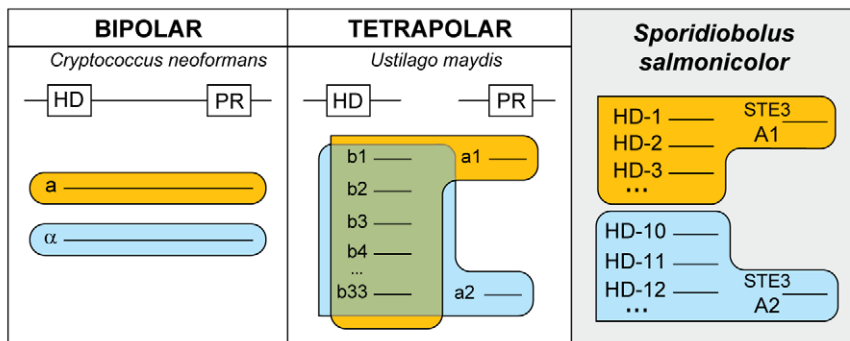 BIPOLAR
Cryptococcus neoformans
HD PR
a
α
TETRAPOLAR
Ustilago maydis
HD PR
b1 a1
b2
b3
b4
...
b33 a2
Sporidiobolus
salmonicolor
HD-1 STE3
A1
HD-2
HD-3
...
HD-10
HD-11
HD-12 STE3
A2
...